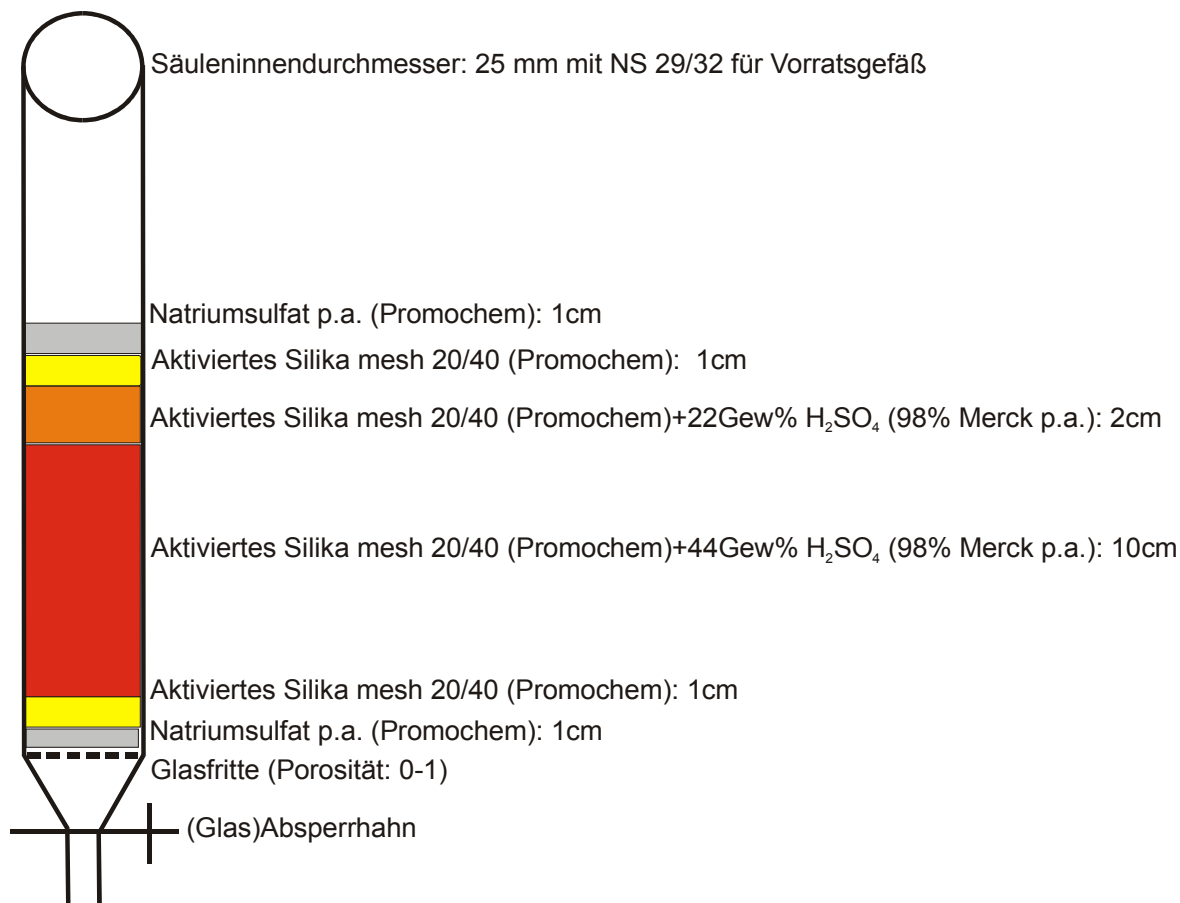 Säuleninnendurchmesser: 25 mm mit NS 29/32 für Vorratsgefäß
Natriumsulfat p.a. (Promochem): 1cm
Aktiviertes Silika mesh 20/40 (Promochem):  1cm
Aktiviertes Silika mesh 20/40 (Promochem)+22Gew% H₂SO₄ (98% Merck p.a.): 2cm
Aktiviertes Silika mesh 20/40 (Promochem)+44Gew% H₂SO₄ (98% Merck p.a.): 10cm
Aktiviertes Silika mesh 20/40 (Promochem): 1cm
Natriumsulfat p.a. (Promochem): 1cm
Glasfritte (Porosität: 0-1)
(Glas)Absperrhahn